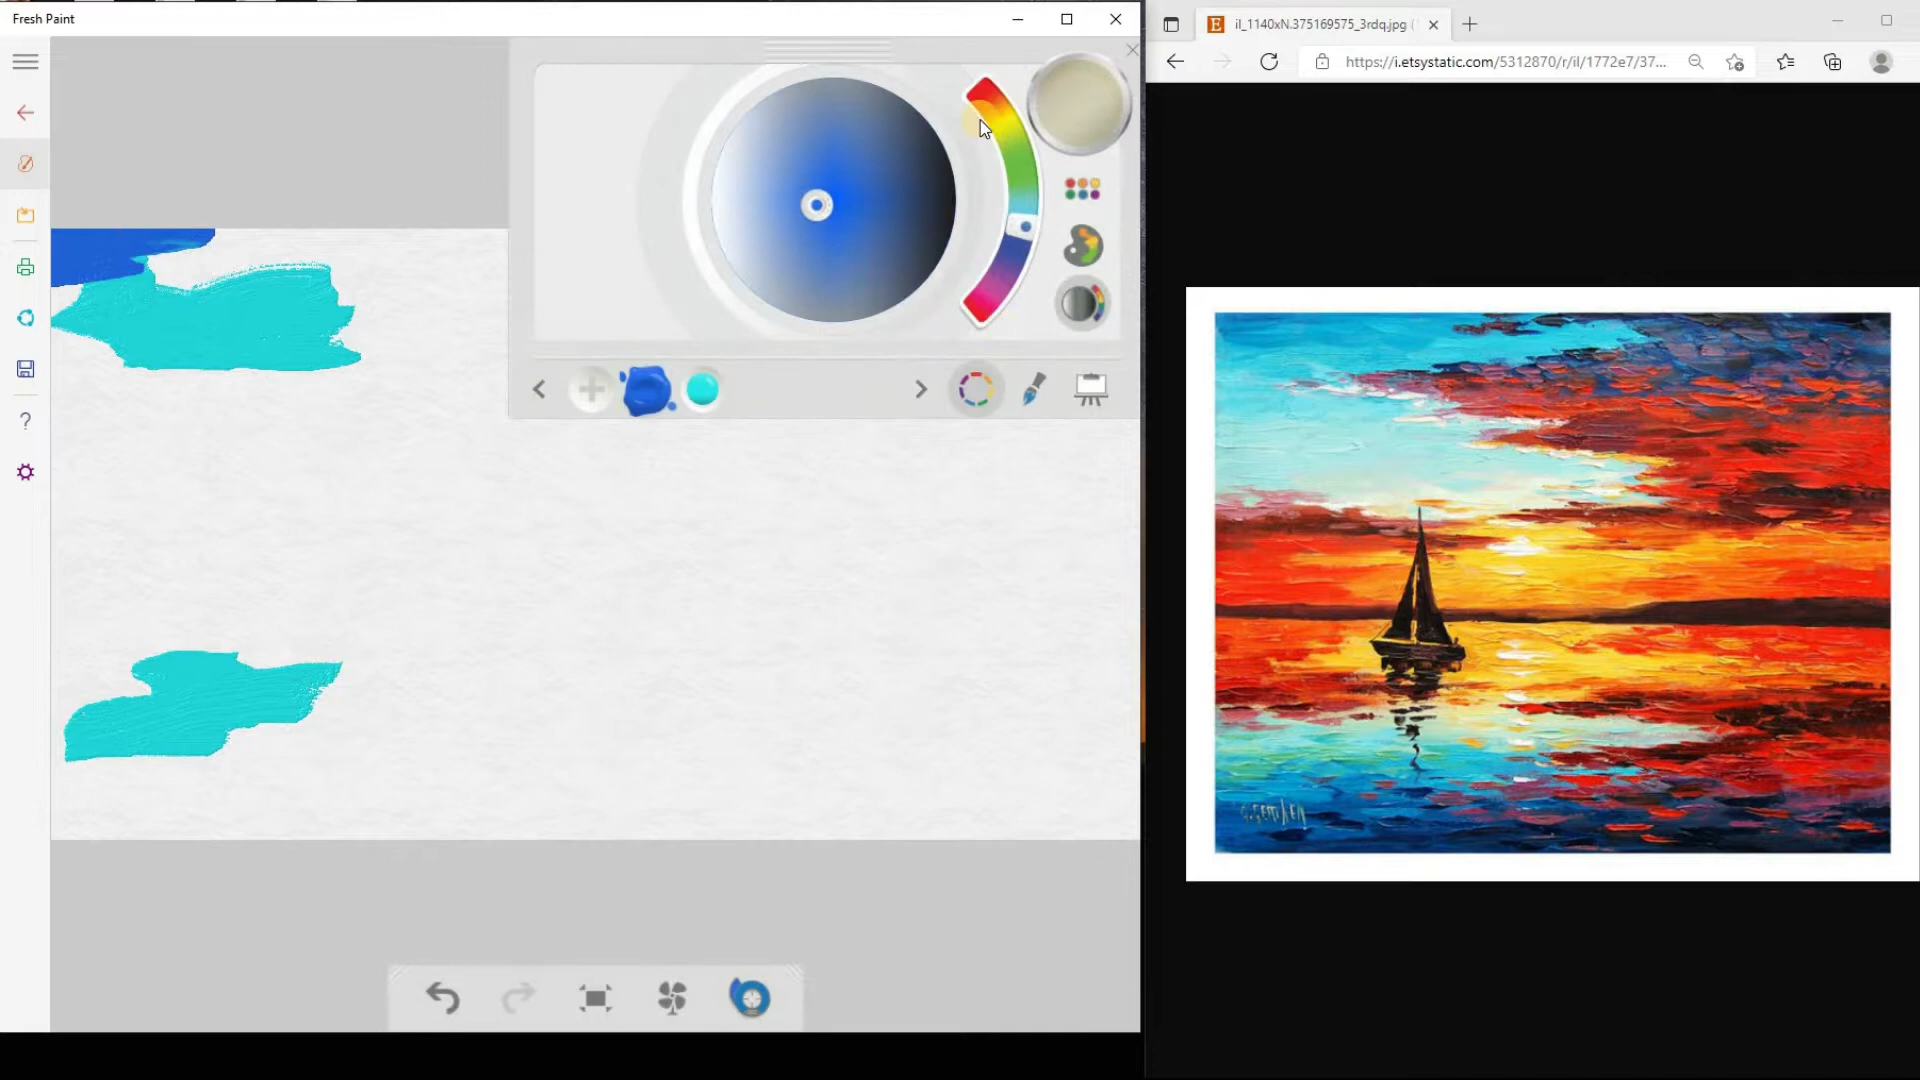 Fresh Paint
il_1140xN.375169575_3rdq.jpg (
https://i.etsystatic.com/5312870/r/il/1772e7/37...
E
?